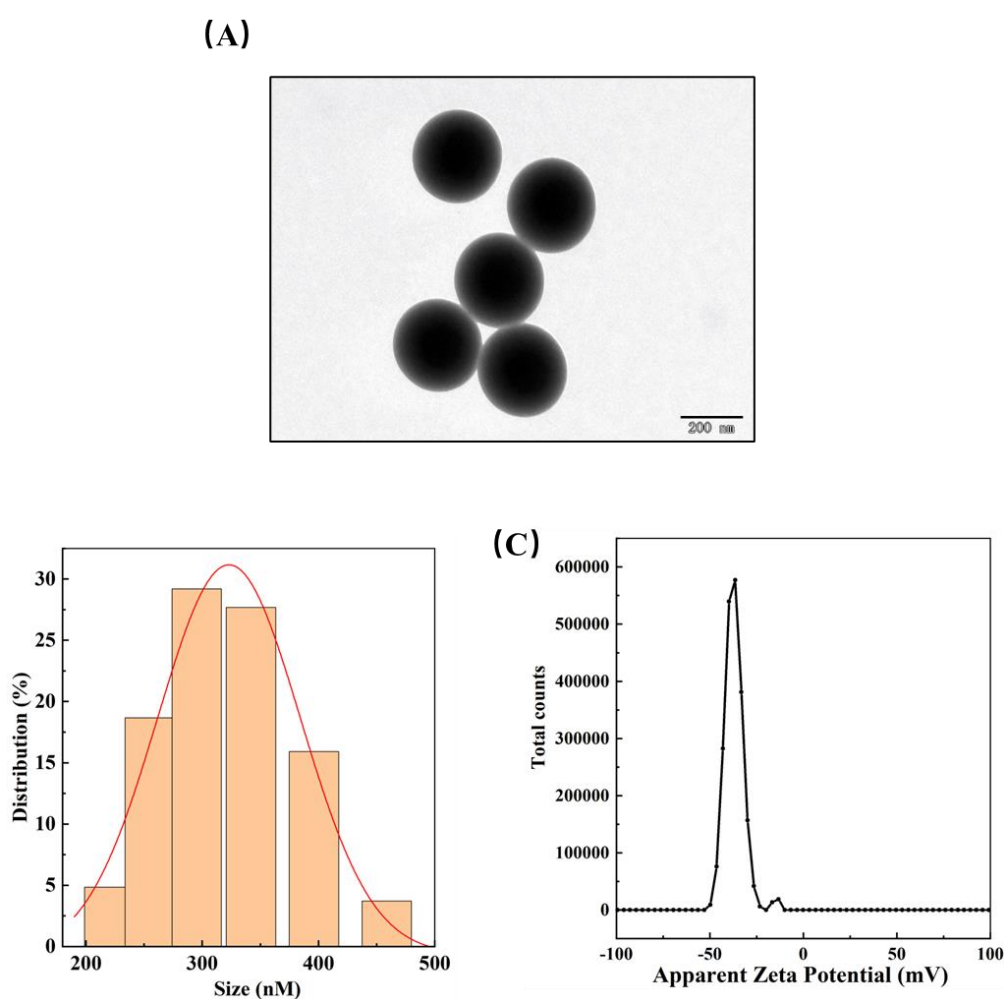 (A)
200 nm
30
25
20
15
10
5
0
Distribution (%)
200 300 400 500
Size (nM)
(C)
600000
500000
400000
300000
200000
100000
0
Total counts
-100 -50 0 50 100
Apparent Zeta Potential (mV)